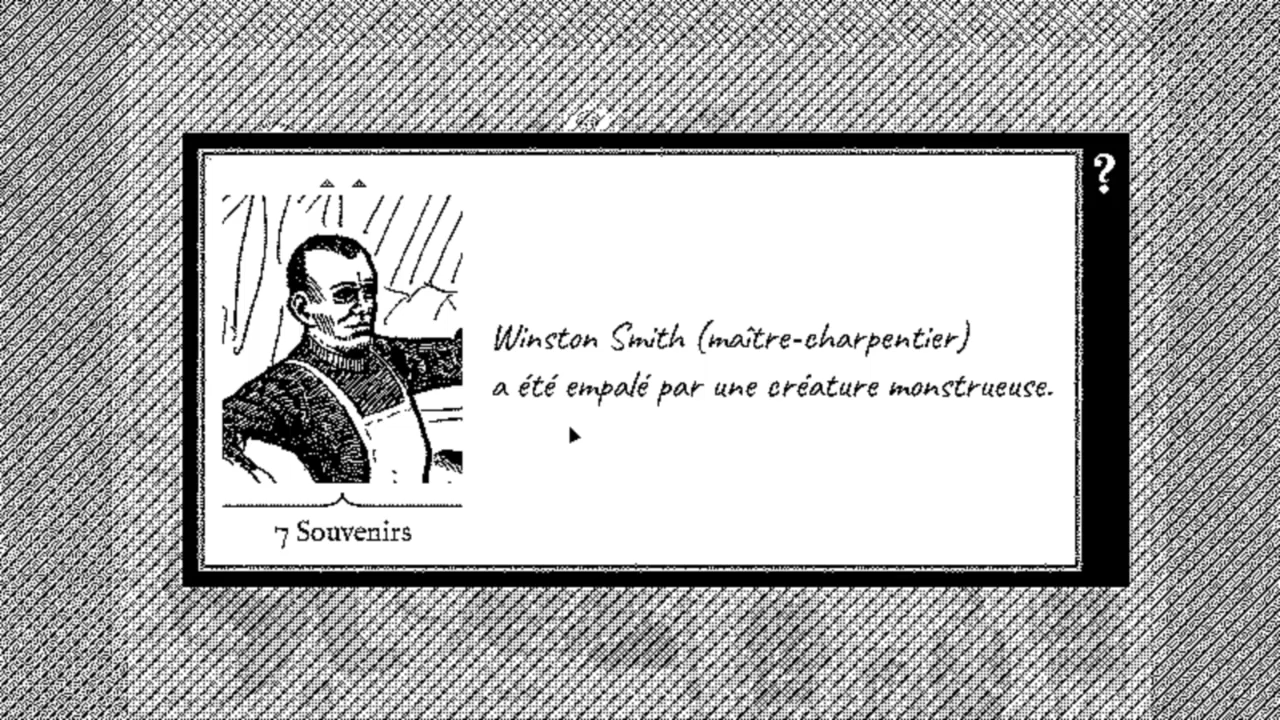 ?
Winston Smith (maître-charpentier)
a été empalé par une créature monstrueuse.
7 Souvenirs